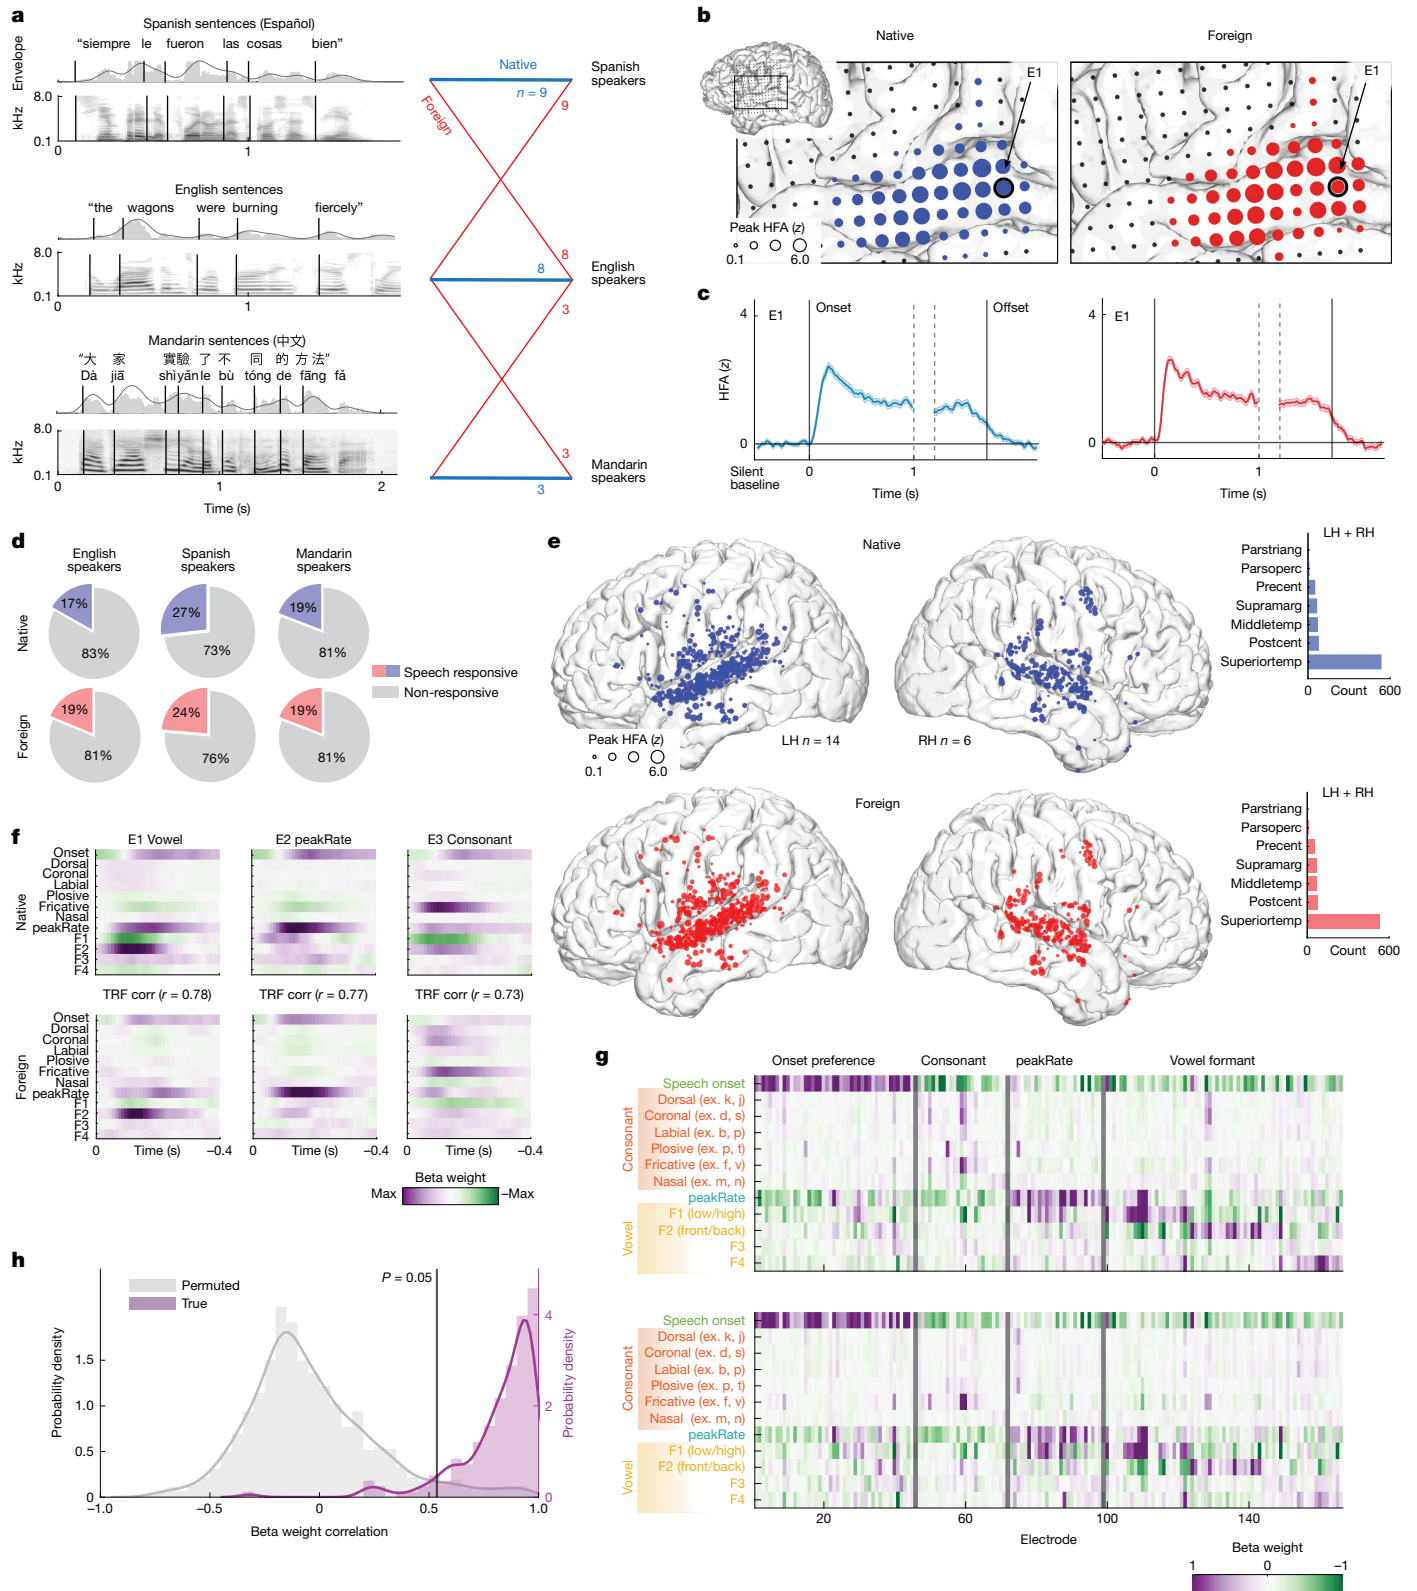 a
Spanish sentences (Español)
"siempre le fueron las cosas bien"
Envelope
8.0
kHz
0.1
0 1
English sentences
"the wagons were burning fiercely"
8.0
kHz
0.1
0 1
Mandarin sentences (中文)
"大 家 實驗 了 不 同 的 方 法"
Dà jiā shìyàn le bù tóng de fāng fǎ
8.0
kHz
0.1
0 1 2
Time (s)
Native
n = 9
Foreign
9
Spanish speakers
8
8
English speakers
3
3
3
Mandarin speakers
b
Native
Foreign
E1
E1
Peak HFA (z)
0.1 6.0
c
4
E1
Onset
Offset
HFA (z)
0
Silent baseline
0 1
Time (s)
4
E1
0
0 1
Time (s)
d
English speakers
Spanish speakers
Mandarin speakers
Native
17%
83%
27%
73%
19%
81%
Foreign
19%
81%
24%
76%
19%
81%
Speech responsive
Non-responsive
e
Native
LH n = 14
RH n = 6
Peak HFA (z)
0.1 6.0
LH + RH
Parstriang
Parsoperc
Precent
Supramarg
Middletemp
Postcent
Superiortemp
0 Count 600
Foreign
LH + RH
Parstriang
Parsoperc
Precent
Supramarg
Middletemp
Postcent
Superiortemp
0 Count 600
f
E1 Vowel
E2 peakRate
E3 Consonant
Native
Onset
Dorsal
Coronal
Labial
Plosive
Fricative
Nasal
peakRate
F1
F2
F3
F4
TRF corr (r = 0.78)
TRF corr (r = 0.77)
TRF corr (r = 0.73)
Foreign
Onset
Dorsal
Coronal
Labial
Plosive
Fricative
Nasal
peakRate
F1
F2
F3
F4
0 Time (s) −0.4
0 Time (s) −0.4
0 Time (s) −0.4
Beta weight
Max −Max
g
Onset preference
Consonant
peakRate
Vowel formant
Speech onset
Consonant
Dorsal (ex. k, j)
Coronal (ex. d, s)
Labial (ex. b, p)
Plosive (ex. p, t)
Fricative (ex. f, v)
Nasal (ex. m, n)
peakRate
Vowel
F1 (low/high)
F2 (front/back)
F3
F4
Speech onset
Consonant
Dorsal (ex. k, j)
Coronal (ex. d, s)
Labial (ex. b, p)
Plosive (ex. p, t)
Fricative (ex. f, v)
Nasal (ex. m, n)
peakRate
Vowel
F1 (low/high)
F2 (front/back)
F3
F4
20 60 100 140
Electrode
Beta weight
1 0 −1
h
Permuted
True
P = 0.05
Probability density
1.5
1.0
0.5
0
4
2
0
Probability density
−1.0 −0.5 0 0.5 1.0
Beta weight correlation